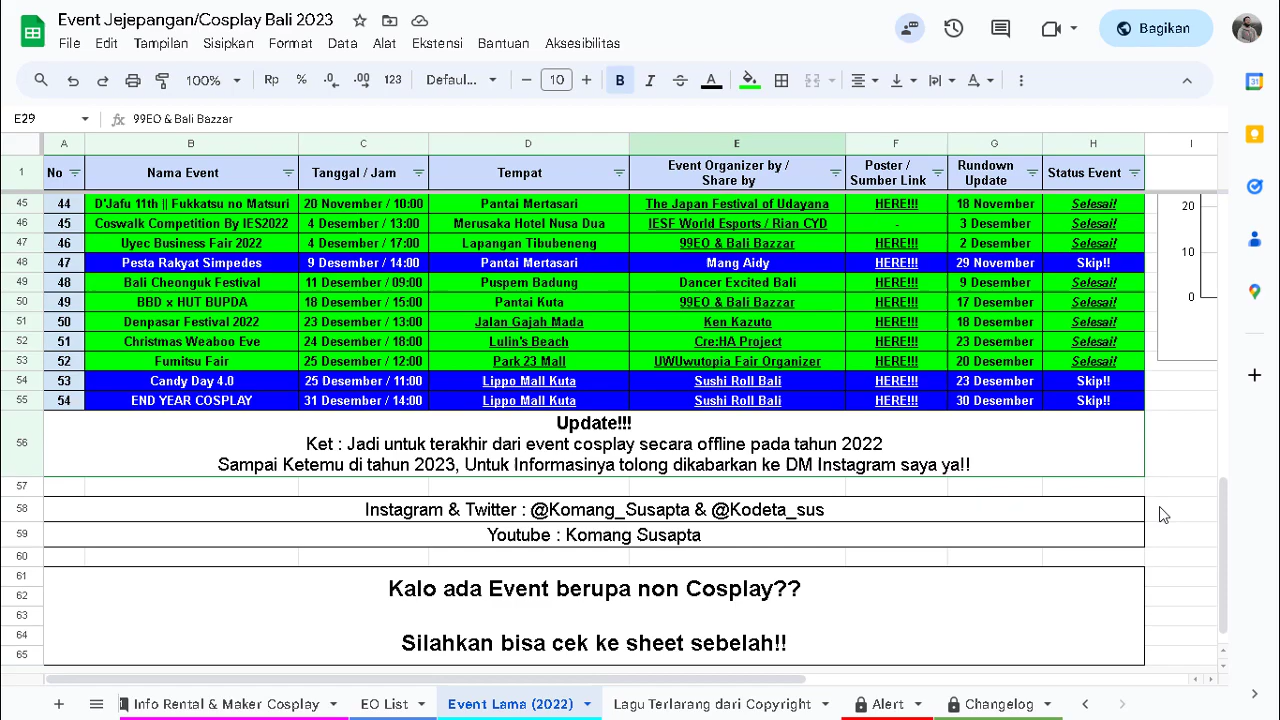 Event Jejepangan/Cosplay Bali 2023
Bagikan
File Edit Tampilan Sisipkan Format Data Alat Ekstensi Bantuan Aksesibilitas
100% Rp % .0 .00 123 Defaul... − 10 + B I S A
E29 fx 99EO & Bali Bazzar
A B C D E F G H I
1 No Nama Event Tanggal / Jam Tempat Event Organizer by / Share by Poster / Sumber Link Rundown Update Status Event
45 44 D'Jafu 11th || Fukkatsu no Matsuri 20 November / 10:00 Pantai Mertasari The Japan Festival of Udayana HERE!!! 18 November Selesai! 20
46 45 Coswalk Competition By IES2022 4 Desember / 13:00 Merusaka Hotel Nusa Dua IESF World Esports / Rian CYD - 3 Desember Selesai!
47 46 Uyec Business Fair 2022 4 Desember / 17:00 Lapangan Tibubeneng 99EO & Bali Bazzar HERE!!! 2 Desember Selesai! 10
48 47 Pesta Rakyat Simpedes 9 Desember / 14:00 Pantai Mertasari Mang Aidy HERE!!! 29 November Skip!!
49 48 Bali Cheonguk Festival 11 Desember / 09:00 Puspem Badung Dancer Excited Bali HERE!!! 9 Desember Selesai!
50 49 BBD x HUT BUPDA 18 Desember / 15:00 Pantai Kuta 99EO & Bali Bazzar HERE!!! 17 Desember Selesai! 0
51 50 Denpasar Festival 2022 23 Desember / 13:00 Jalan Gajah Mada Ken Kazuto HERE!!! 18 Desember Selesai!
52 51 Christmas Weaboo Eve 24 Desember / 18:00 Lulin's Beach Cre:HA Project HERE!!! 23 Desember Selesai!
53 52 Fumitsu Fair 25 Desember / 12:00 Park 23 Mall UWUwutopia Fair Organizer HERE!!! 20 Desember Selesai!
54 53 Candy Day 4.0 25 Desember / 11:00 Lippo Mall Kuta Sushi Roll Bali HERE!!! 23 Desember Skip!!
55 54 END YEAR COSPLAY 31 Desember / 14:00 Lippo Mall Kuta Sushi Roll Bali HERE!!! 30 Desember Skip!!
Update!!!
56 Ket : Jadi untuk terakhir dari event cosplay secara offline pada tahun 2022
Sampai Ketemu di tahun 2023, Untuk Informasinya tolong dikabarkan ke DM Instagram saya ya!!
57
58 Instagram & Twitter : @Komang_Susapta & @Kodeta_sus
59 Youtube : Komang Susapta
60
61
62 Kalo ada Event berupa non Cosplay??
63
64 Silahkan bisa cek ke sheet sebelah!!
65
Info Rental & Maker Cosplay EO List Event Lama (2022) Lagu Terlarang dari Copyright Alert Changelog